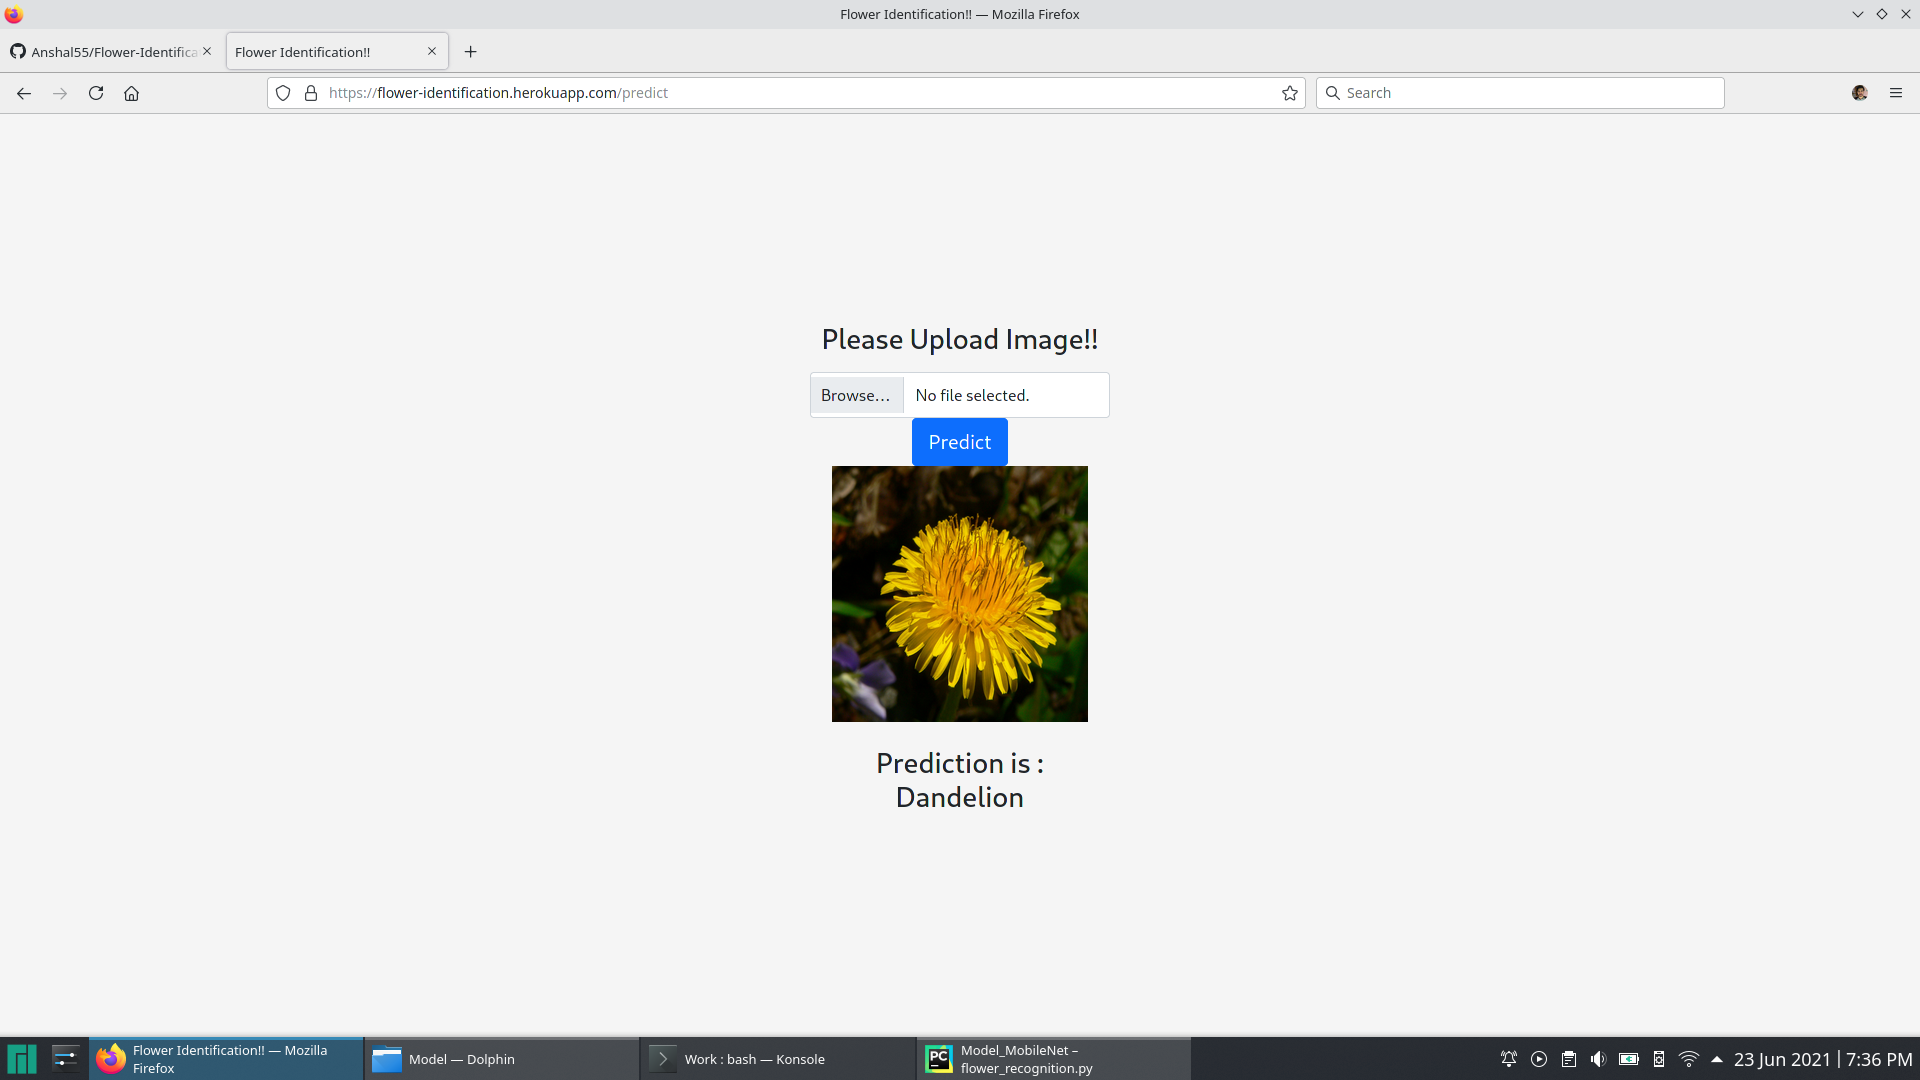 Flower Identification!! — Mozilla Firefox
Anshal55/Flower-Identifica
Flower Identification!!
https://flower-identification.herokuapp.com/predict
Search
Please Upload Image!!
Browse... No file selected.
Predict
Prediction is :
Dandelion
Flower Identification!! — Mozilla
Firefox
Model — Dolphin
Work : bash — Konsole
PC
Model_MobileNet –
flower_recognition.py
23 Jun 2021 | 7:36 PM